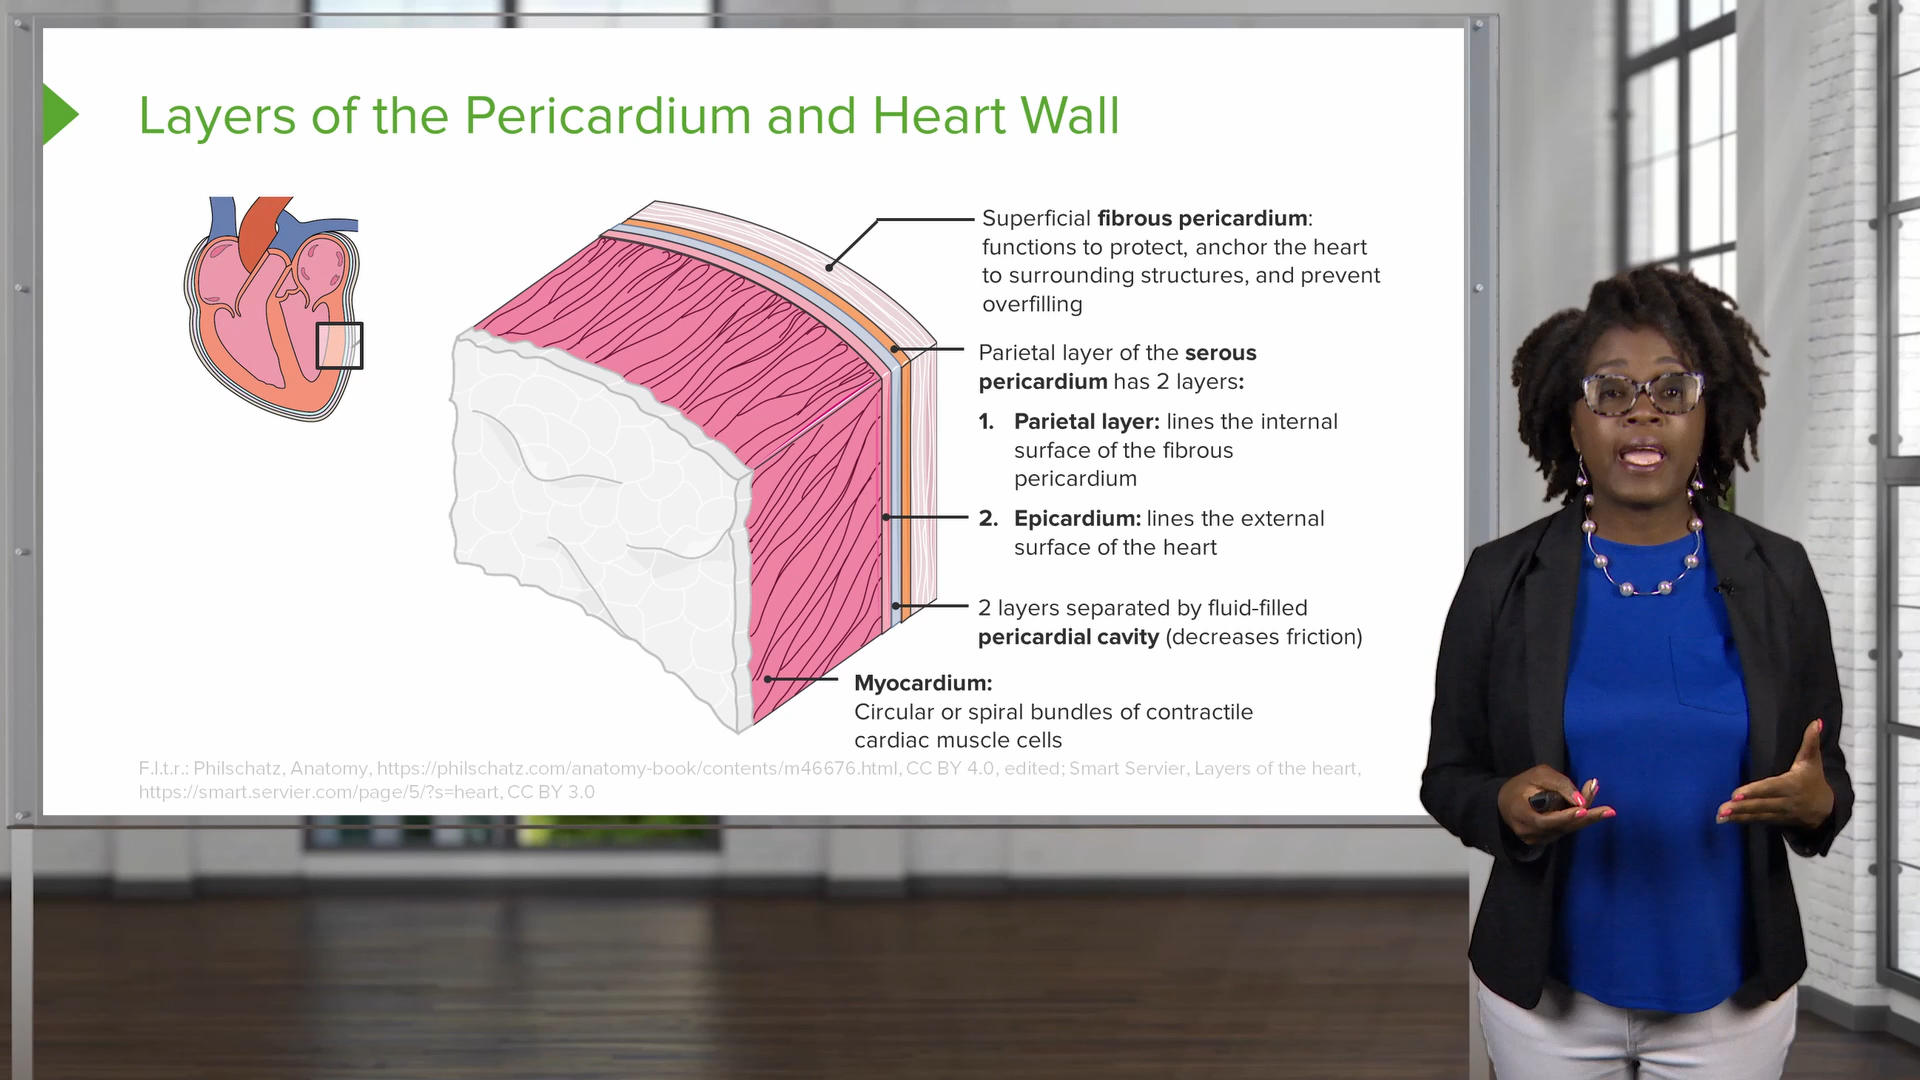 Layers of the Pericardium and Heart Wall
Superficial fibrous pericardium:
functions to protect, anchor the heart
to surrounding structures, and prevent
overfilling
Parietal layer of the serous
pericardium has 2 layers:
1. Parietal layer: lines the internal
surface of the fibrous
pericardium
2. Epicardium: lines the external
surface of the heart
2 layers separated by fluid-filled
pericardial cavity (decreases friction)
Myocardium:
Circular or spiral bundles of contractile
cardiac muscle cells
F.l.t.r.: Philschatz, Anatomy, https://philschatz.com/anatomy-book/contents/m46676.html, CC BY 4.0, edited; Smart Servier, Layers of the heart,
https://smart.servier.com/page/5/?s=heart, CC BY 3.0